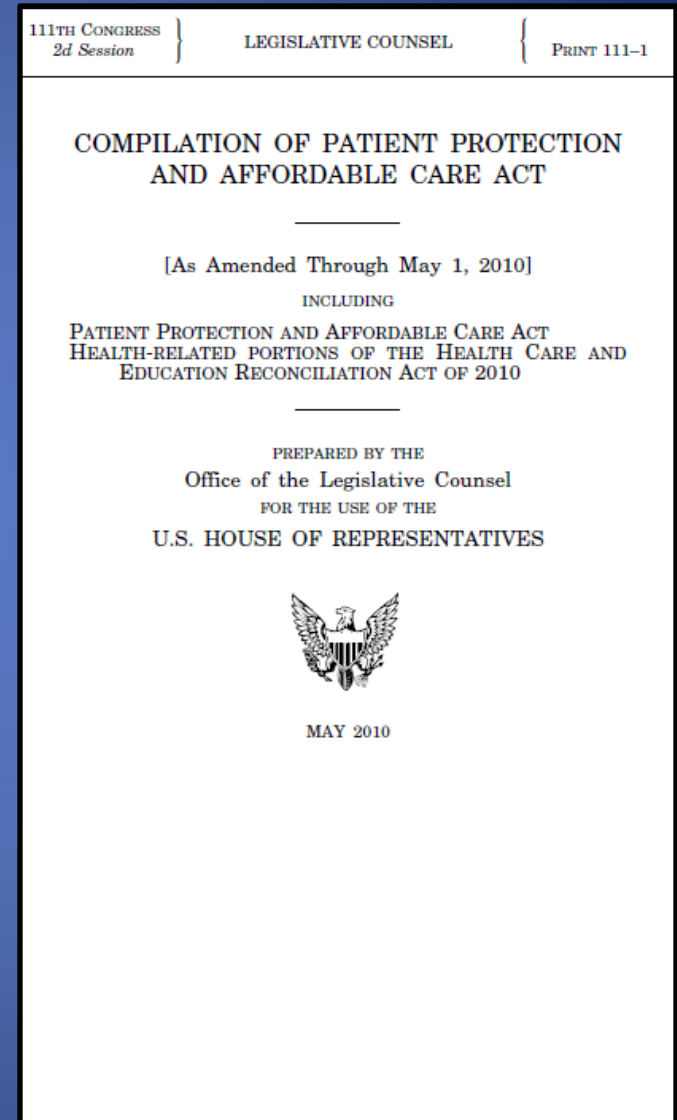 111TH CONGRESS
2d Session
LEGISLATIVE COUNSEL
PRINT 111–1
COMPILATION OF PATIENT PROTECTION
AND AFFORDABLE CARE ACT
[As Amended Through May 1, 2010]
INCLUDING
PATIENT PROTECTION AND AFFORDABLE CARE ACT
HEALTH-RELATED PORTIONS OF THE HEALTH CARE AND
EDUCATION RECONCILIATION ACT OF 2010
PREPARED BY THE
Office of the Legislative Counsel
FOR THE USE OF THE
U.S. HOUSE OF REPRESENTATIVES
MAY 2010